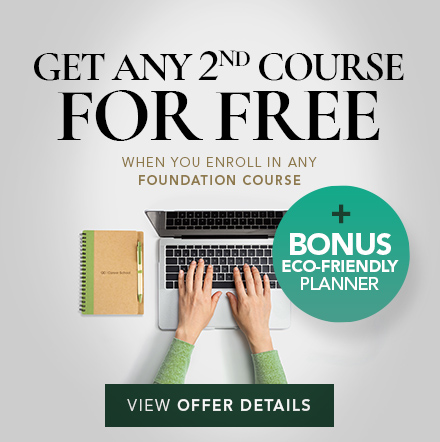 GET ANY 2ND COURSE
FOR FREE
WHEN YOU ENROLL IN ANY
FOUNDATION COURSE
+
BONUS
ECO-FRIENDLY
PLANNER
VIEW OFFER DETAILS